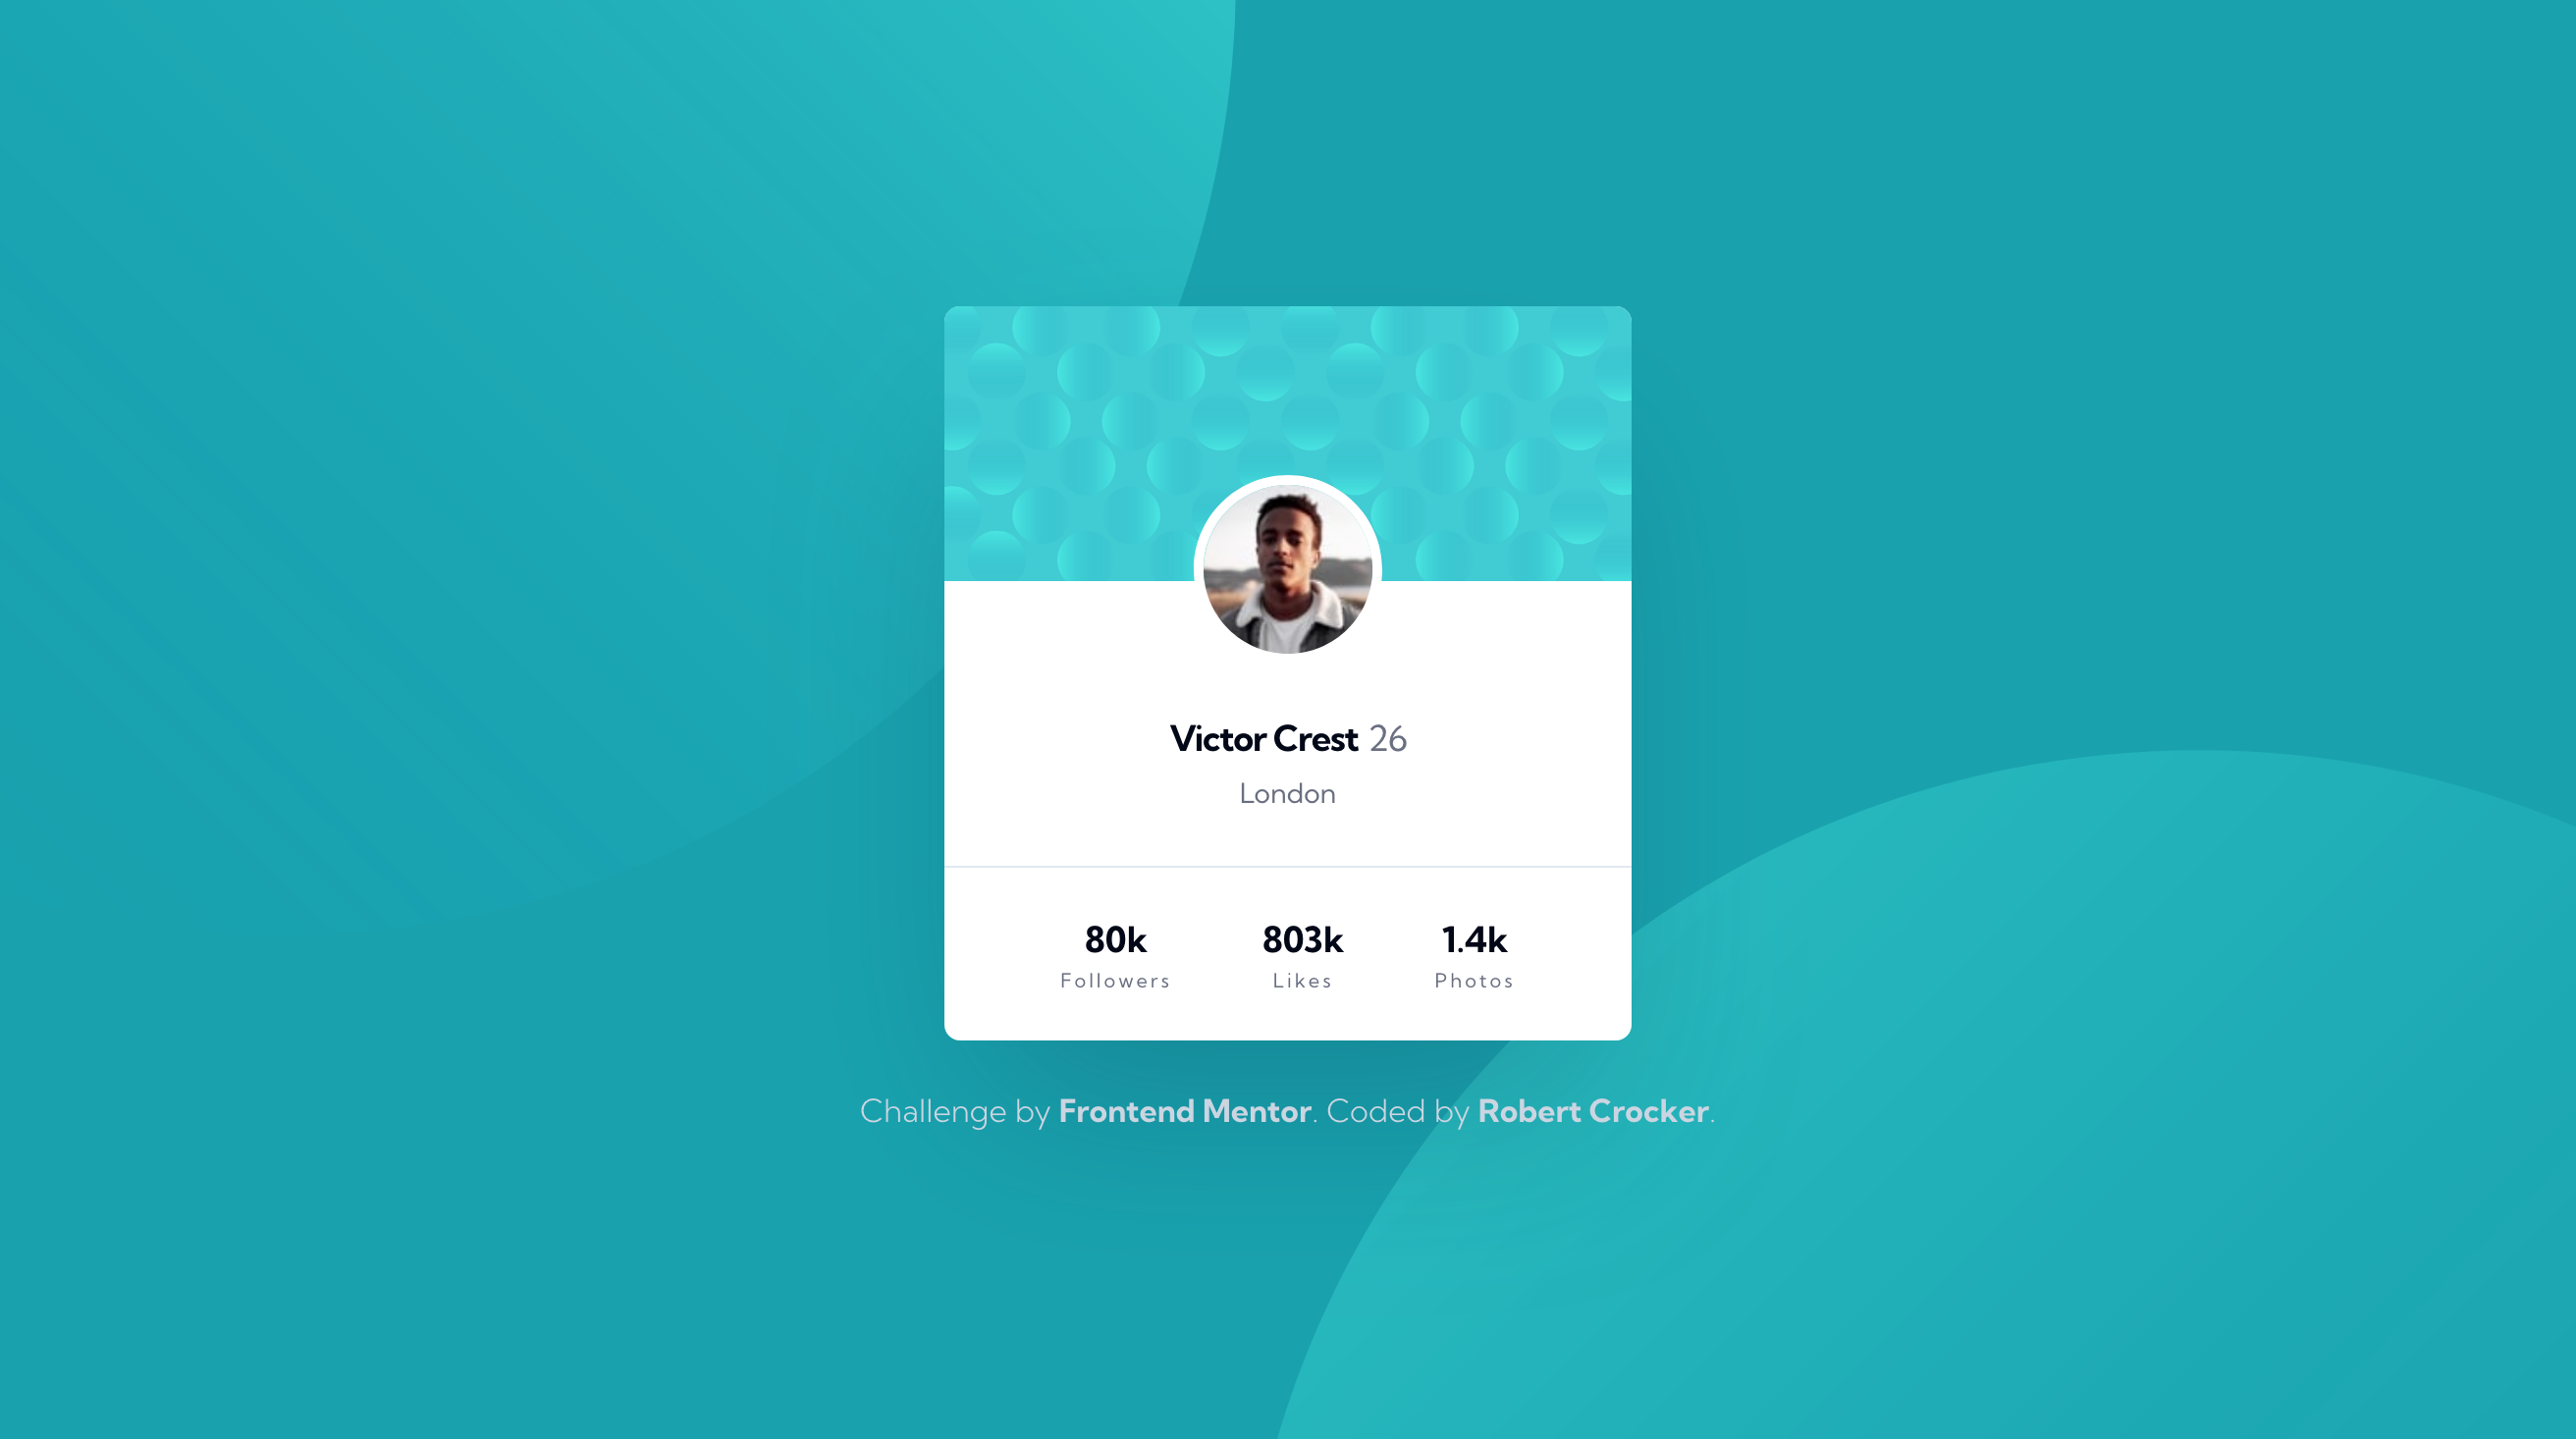 Victor Crest 26
London
80k 803k 1.4k
Followers Likes Photos
Challenge by Frontend Mentor. Coded by Robert Crocker.